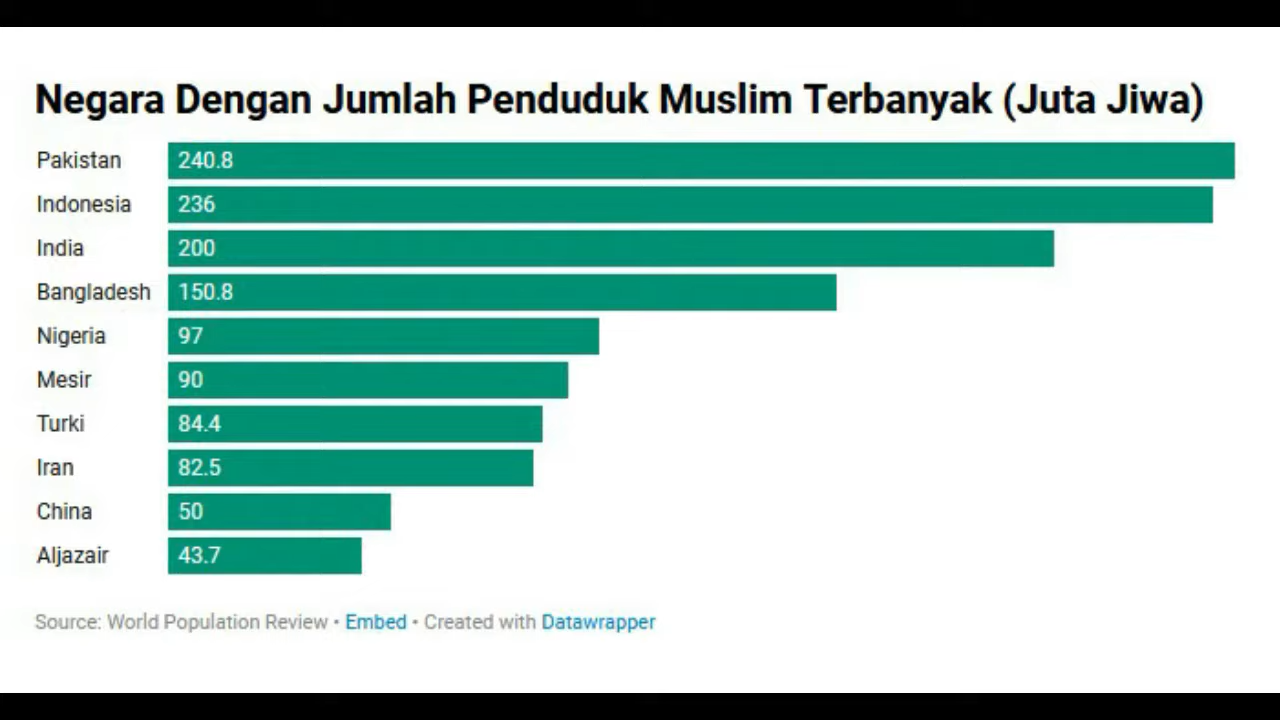 Negara Dengan Jumlah Penduduk Muslim Terbanyak (Juta Jiwa)
Pakistan 240.8
Indonesia 236
India 200
Bangladesh 150.8
Nigeria 97
Mesir 90
Turki 84.4
Iran 82.5
China 50
Aljazair 43.7
Source: World Population Review • Embed • Created with Datawrapper